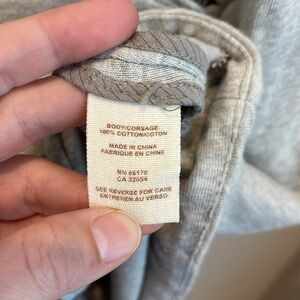 BODY/CORSAGE
100% COTTON/COTON
MADE IN CHINA
FABRIQUE EN CHINE
RN 66170
CA 32054
SEE REVERSE FOR CARE
ENTRETIEN AU VERSO